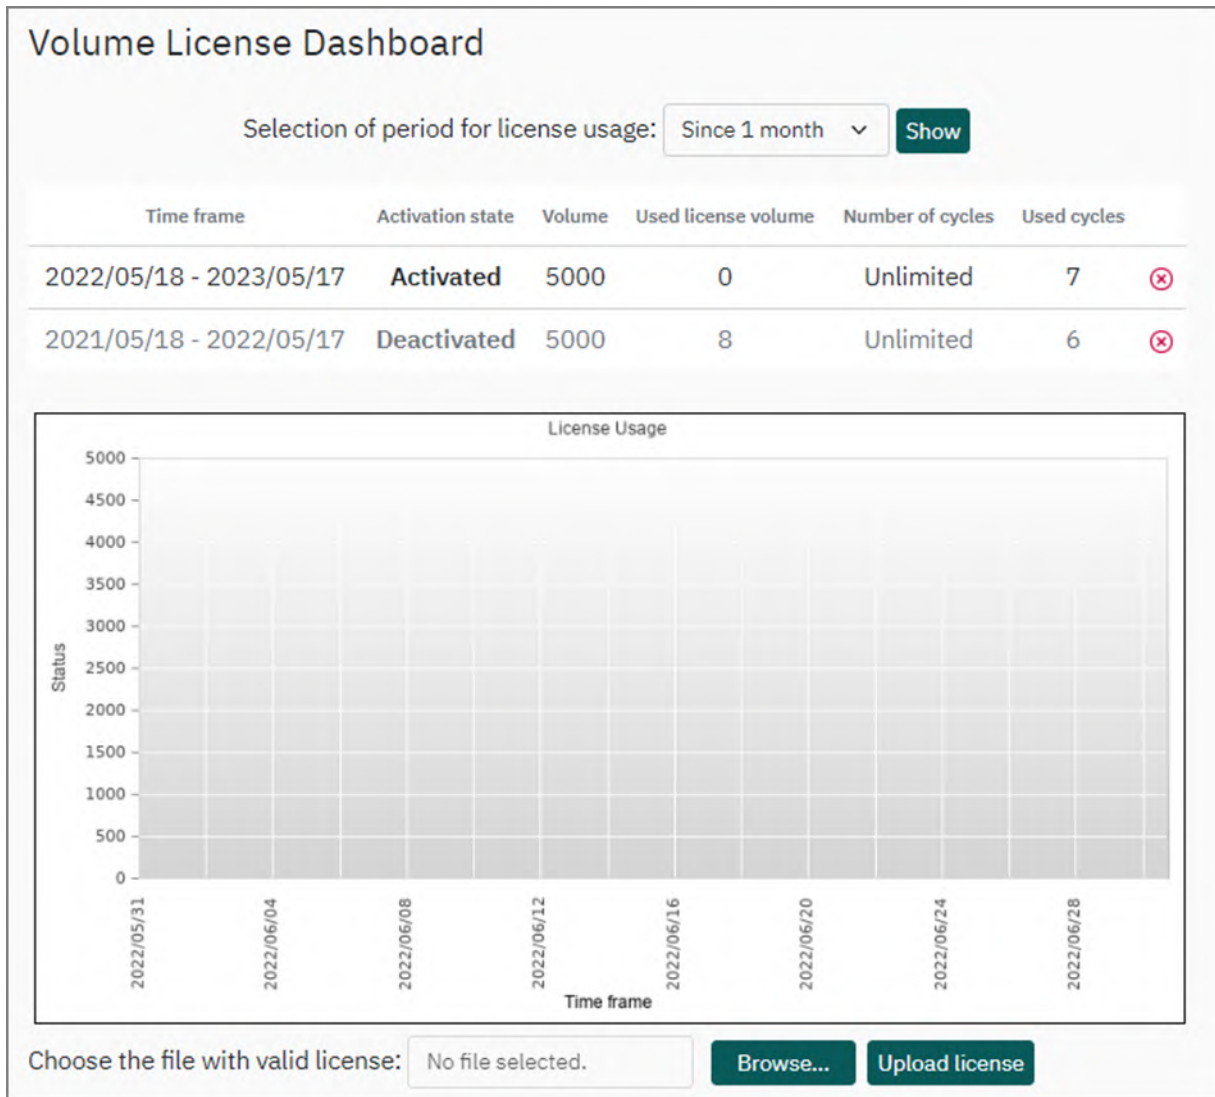 Volume License Dashboard
Selection of period for license usage: Since 1 month Show
Time frame Activation state Volume Used license volume Number of cycles Used cycles
2022/05/18 - 2023/05/17 Activated 5000 0 Unlimited 7
2021/05/18 - 2022/05/17 Deactivated 5000 8 Unlimited 6
License Usage
5000
4500
4000
3500
3000
2500
2000
1500
1000
500
0
Status
2022/05/31 2022/06/04 2022/06/08 2022/06/12 2022/06/16 2022/06/20 2022/06/24 2022/06/28
Time frame
Choose the file with valid license: No file selected. Browse... Upload license